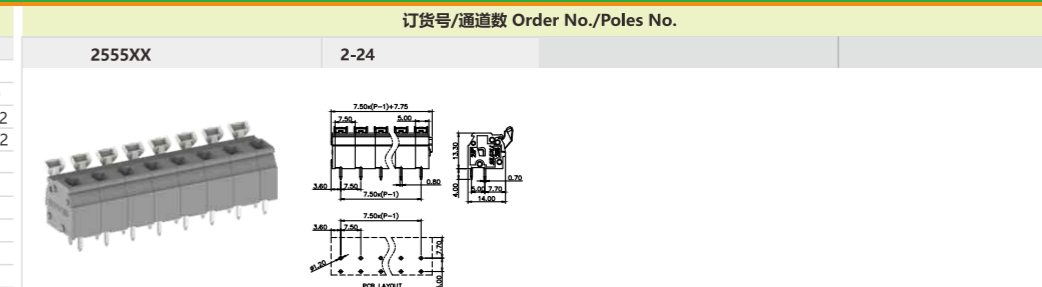 订货号/通道数 Order No./Poles No.
2555XX 2-24
2
2
7.50x(P-1)+7.75
7.50 5.00
13.30
3.60 7.50 0.80
7.50x(P-1)
4.00
0.70
5.00 7.70
14.00
7.50x(P-1)
3.60 7.50
7.70
ø1.20
PCB LAYOUT